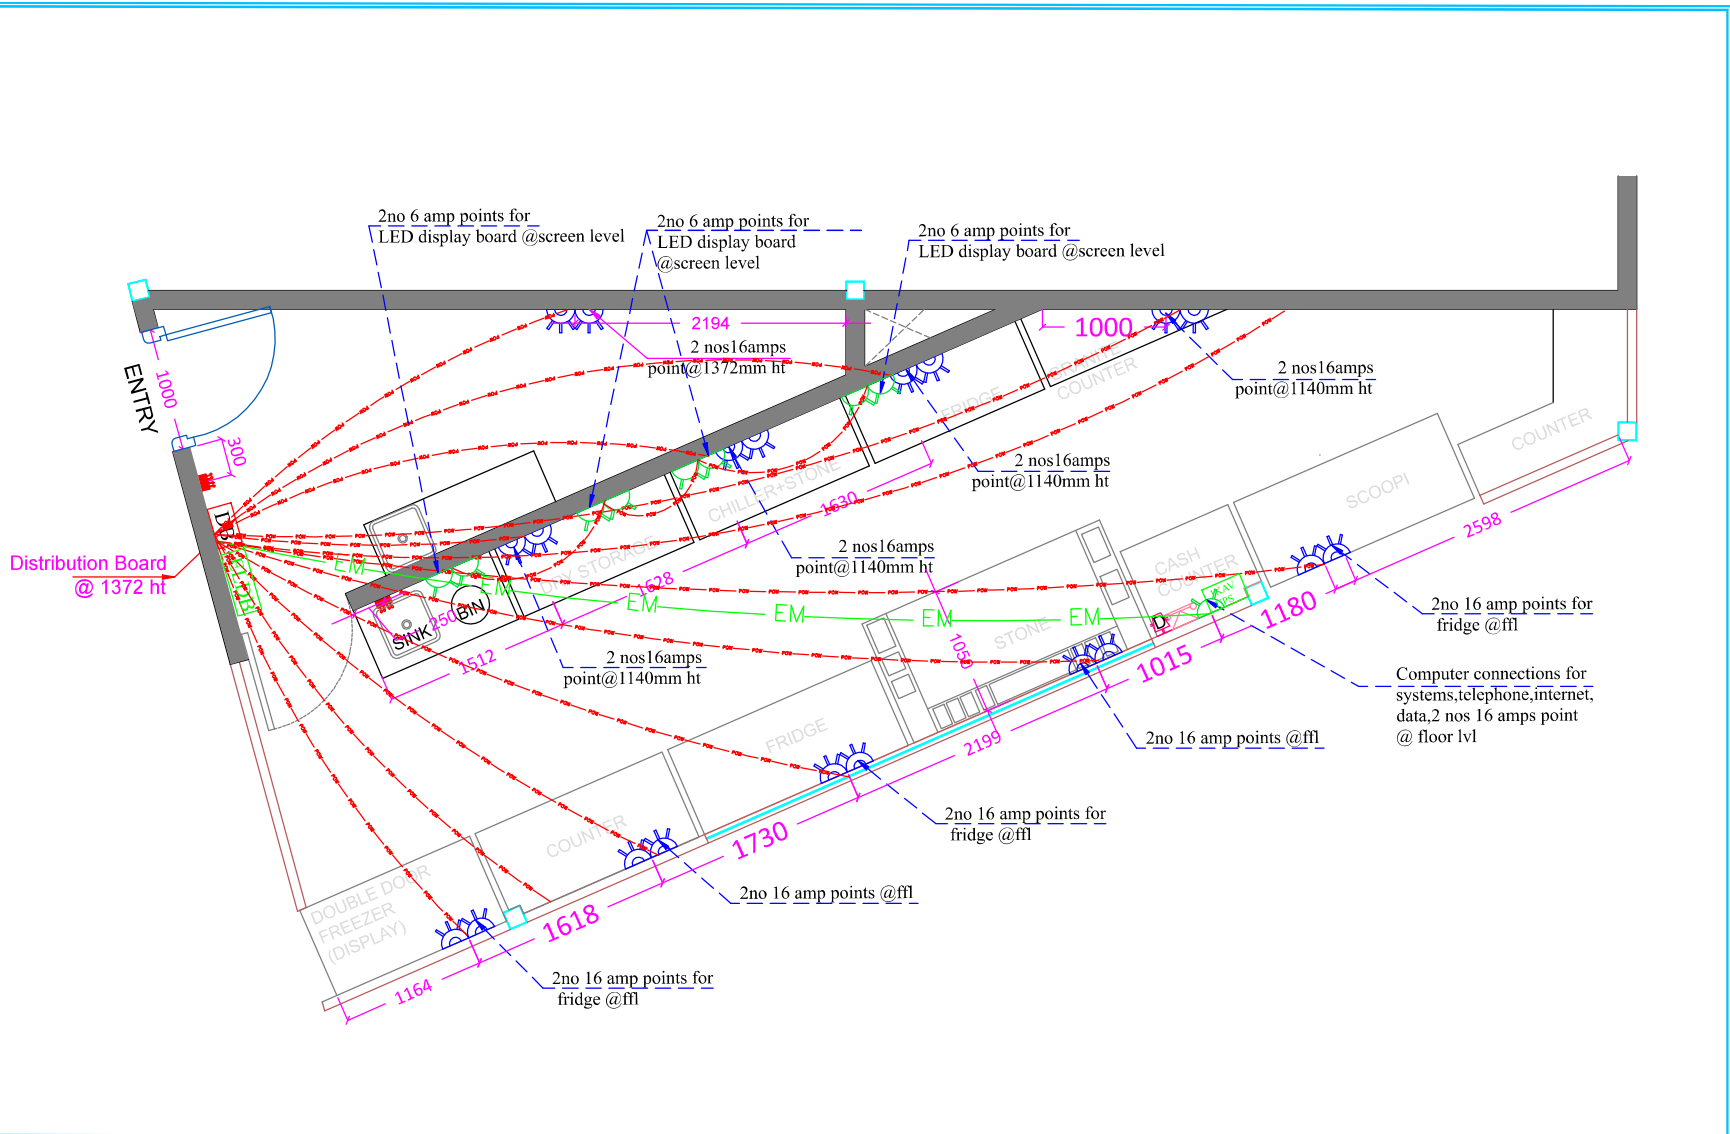 2no 6 amp points for
LED display board @screen level
2no 6 amp points for
LED display board
@screen level
2no 6 amp points for
LED display board @screen level
2194
1000
2 nos16amps
point@1372mm ht
2 nos16amps
point@1140mm ht
ENTRY
1000
300
FRIDGE
GRANITE
COUNTER
COUNTER
2 nos16amps
point@1140mm ht
CHILLER+STONE
1630
SCOOPI
2598
DB
Distribution Board
@ 1372 ht
2 nos16amps
point@1140mm ht
DRY STORAGE
1628
CASH
COUNTER
EM
EM
EM
EM
EM
EM
BIN
SINK
250
1512
2 nos16amps
point@1140mm ht
STONE
1050
D
1180
1015
2no 16 amp points for
fridge @ffl
Computer connections for
systems,telephone,internet,
data,2 nos 16 amps point
@ floor lvl
2no 16 amp points @ffl
2199
FRIDGE
2no 16 amp points for
fridge @ffl
1730
COUNTER
2no 16 amp points @ffl
1618
DOUBLE DOOR
FREEZER
(DISPLAY)
2no 16 amp points for
fridge @ffl
1164